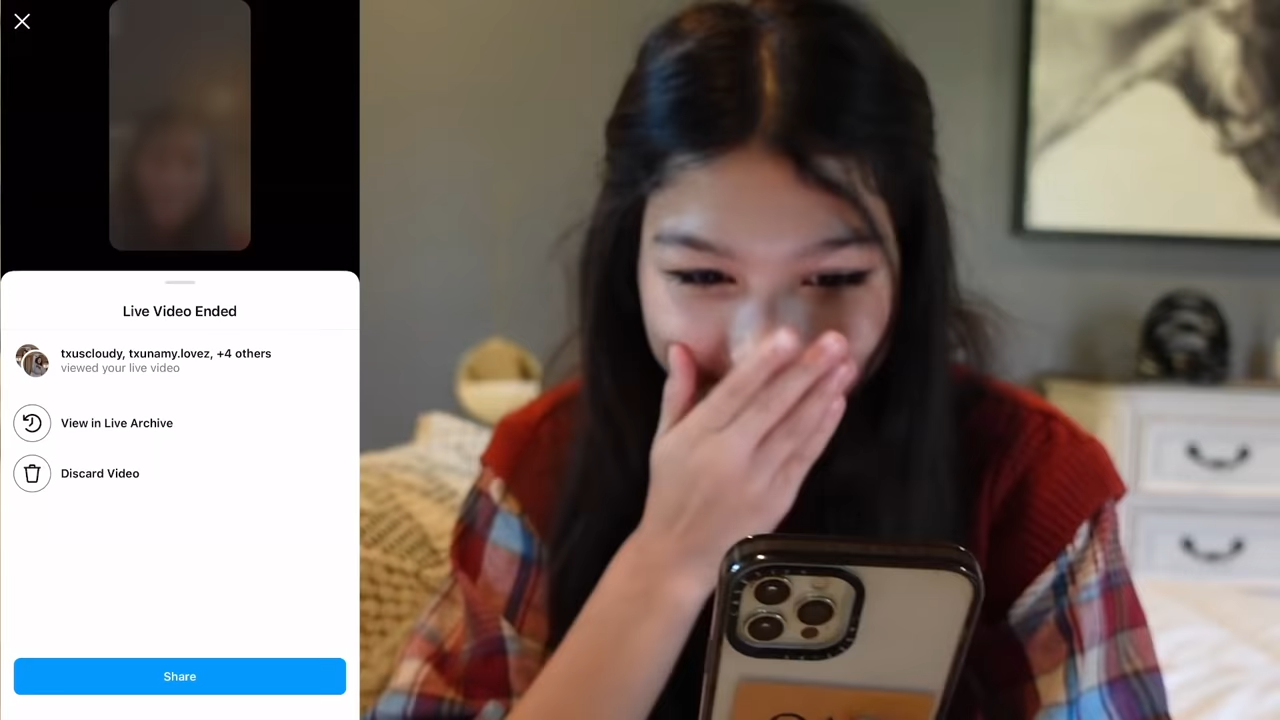 Live Video Ended
txuscloudy, txunamy.lovez, +4 others
viewed your live video
View in Live Archive
Discard Video
Share